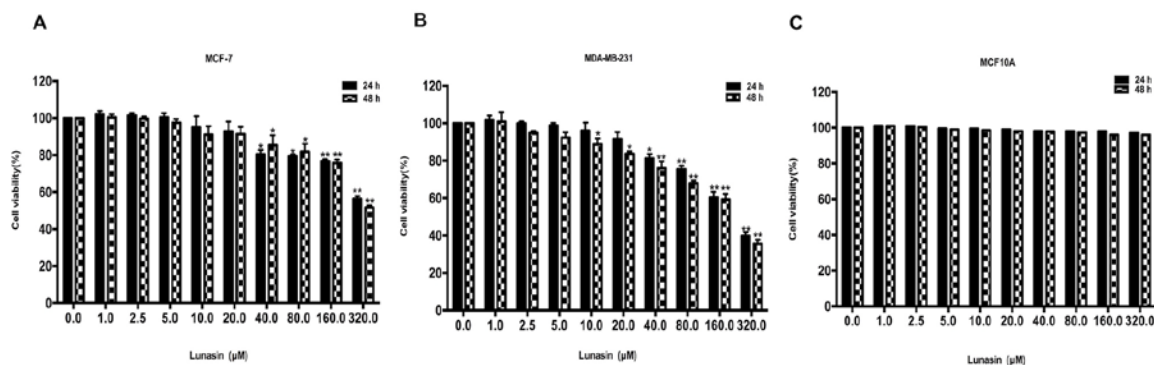 A
MCF-7
24 h
48 h
120
100
80
60
40
20
0
Cell viability(%)
* * * ** ** ** **
0.0 1.0 2.5 5.0 10.0 20.0 40.0 80.0 160.0 320.0
Lunasin (μM)
B
MDA-MB-231
24 h
48 h
120
100
80
60
40
20
0
Cell viability(%)
* * * ** ** ** ** ** ** **
0.0 1.0 2.5 5.0 10.0 20.0 40.0 80.0 160.0 320.0
Lunasin (μM)
C
MCF10A
24 h
48 h
120
100
80
60
40
20
0
Cell viability(%)
0.0 1.0 2.5 5.0 10.0 20.0 40.0 80.0 160.0 320.0
Lunasin (μM)